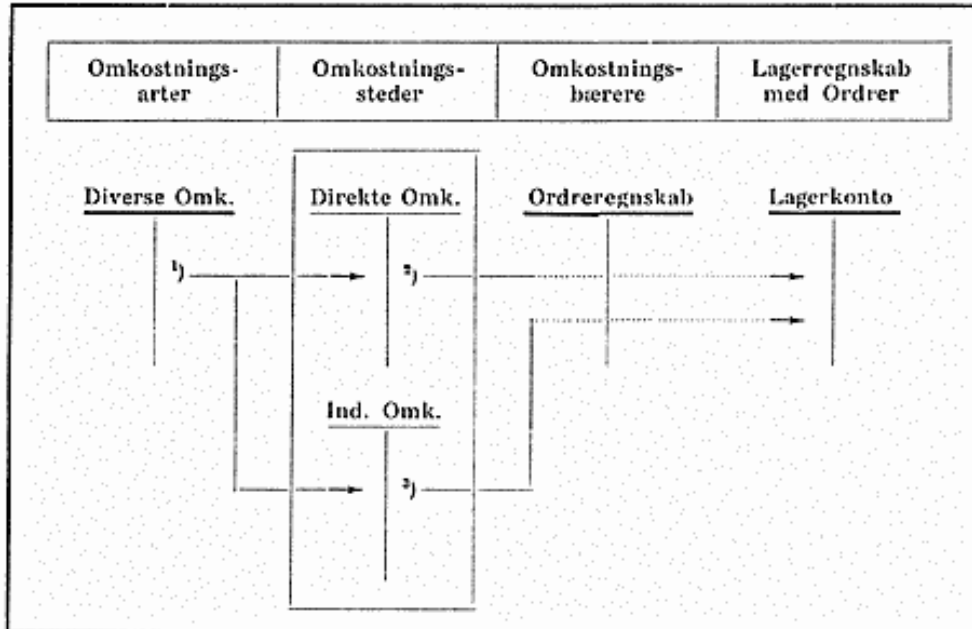 Omkostnings-
arter
Omkostnings-
steder
Omkostnings-
bærere
Lagerregnskab
med Ordrer
Diverse Omk.
Direkte Omk.
Ordreregnskab
Lagerkonto
¹)
²)
Ind. Omk.
³)